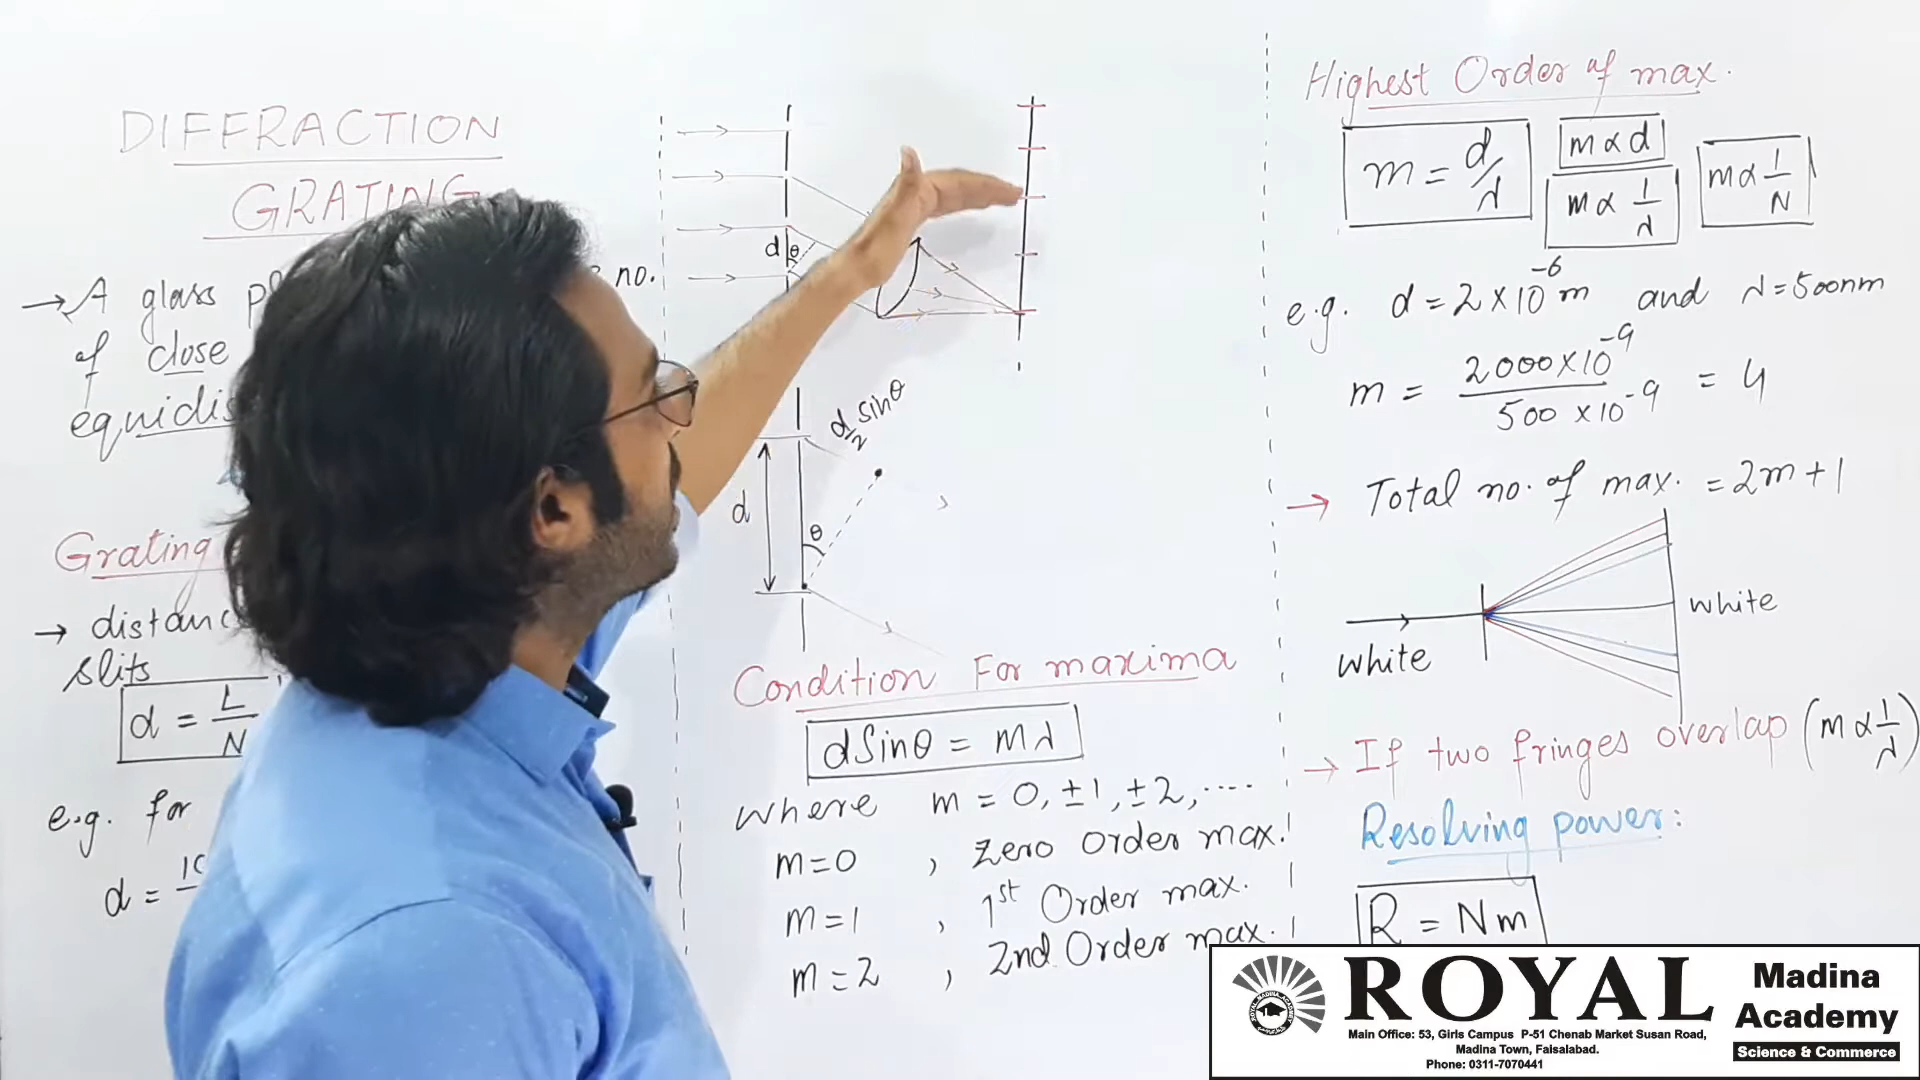 DIFFRACTION
GRATING
→ A glass no.
of close
equidis
Grating
→ distanc
slits
d = L/N
e.g. for
d =
d θ
d/2 sinθ
d
θ
Condition For maxima
dSinθ = mλ
where m = 0, ±1, ±2, ....
m=0 , Zero Order max.
m=1 , 1st Order max.
m=2 , 2nd Order max.
Highest Order of max.
m = d/λ
m ∝ d
m ∝ 1/λ
m ∝ 1/N
e.g. d = 2×10⁻⁶m and λ=500nm
m = 2000×10⁻⁹ / 500×10⁻⁹ = 4
→ Total no. of max. = 2m+1
white
white
→ If two fringes overlap (m ∝ 1/λ)
Resolving power:
R = Nm
ROYAL
Main Office: 53, Girls Campus P-51 Chenab Market Susan Road,
Madina Town, Faisalabad.
Phone: 0311-7070441
Madina
Academy
Science & Commerce